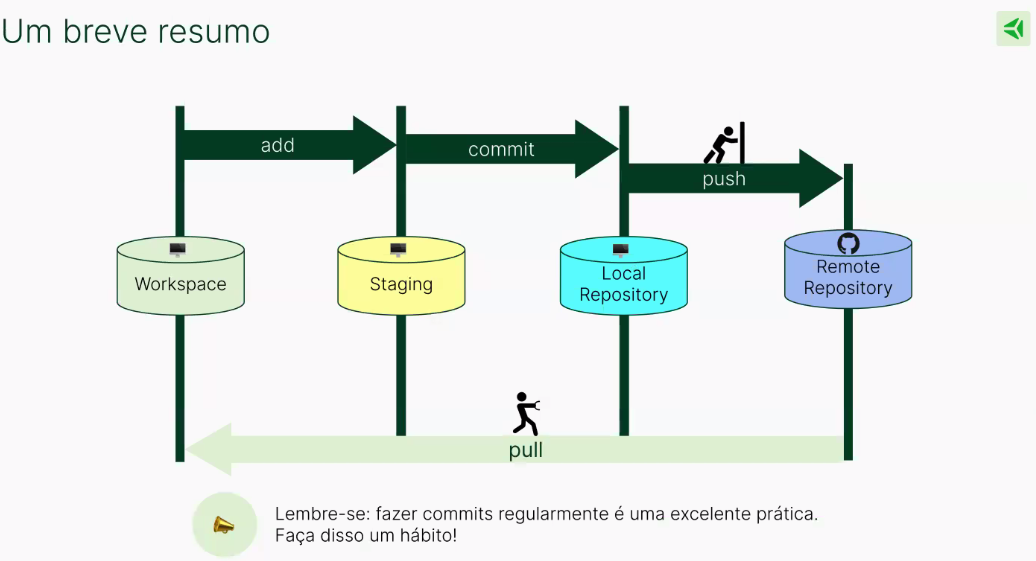 Um breve resumo
add
commit
push
Workspace
Staging
Local
Repository
Remote
Repository
pull
Lembre-se: fazer commits regularmente é uma excelente prática.
Faça disso um hábito!